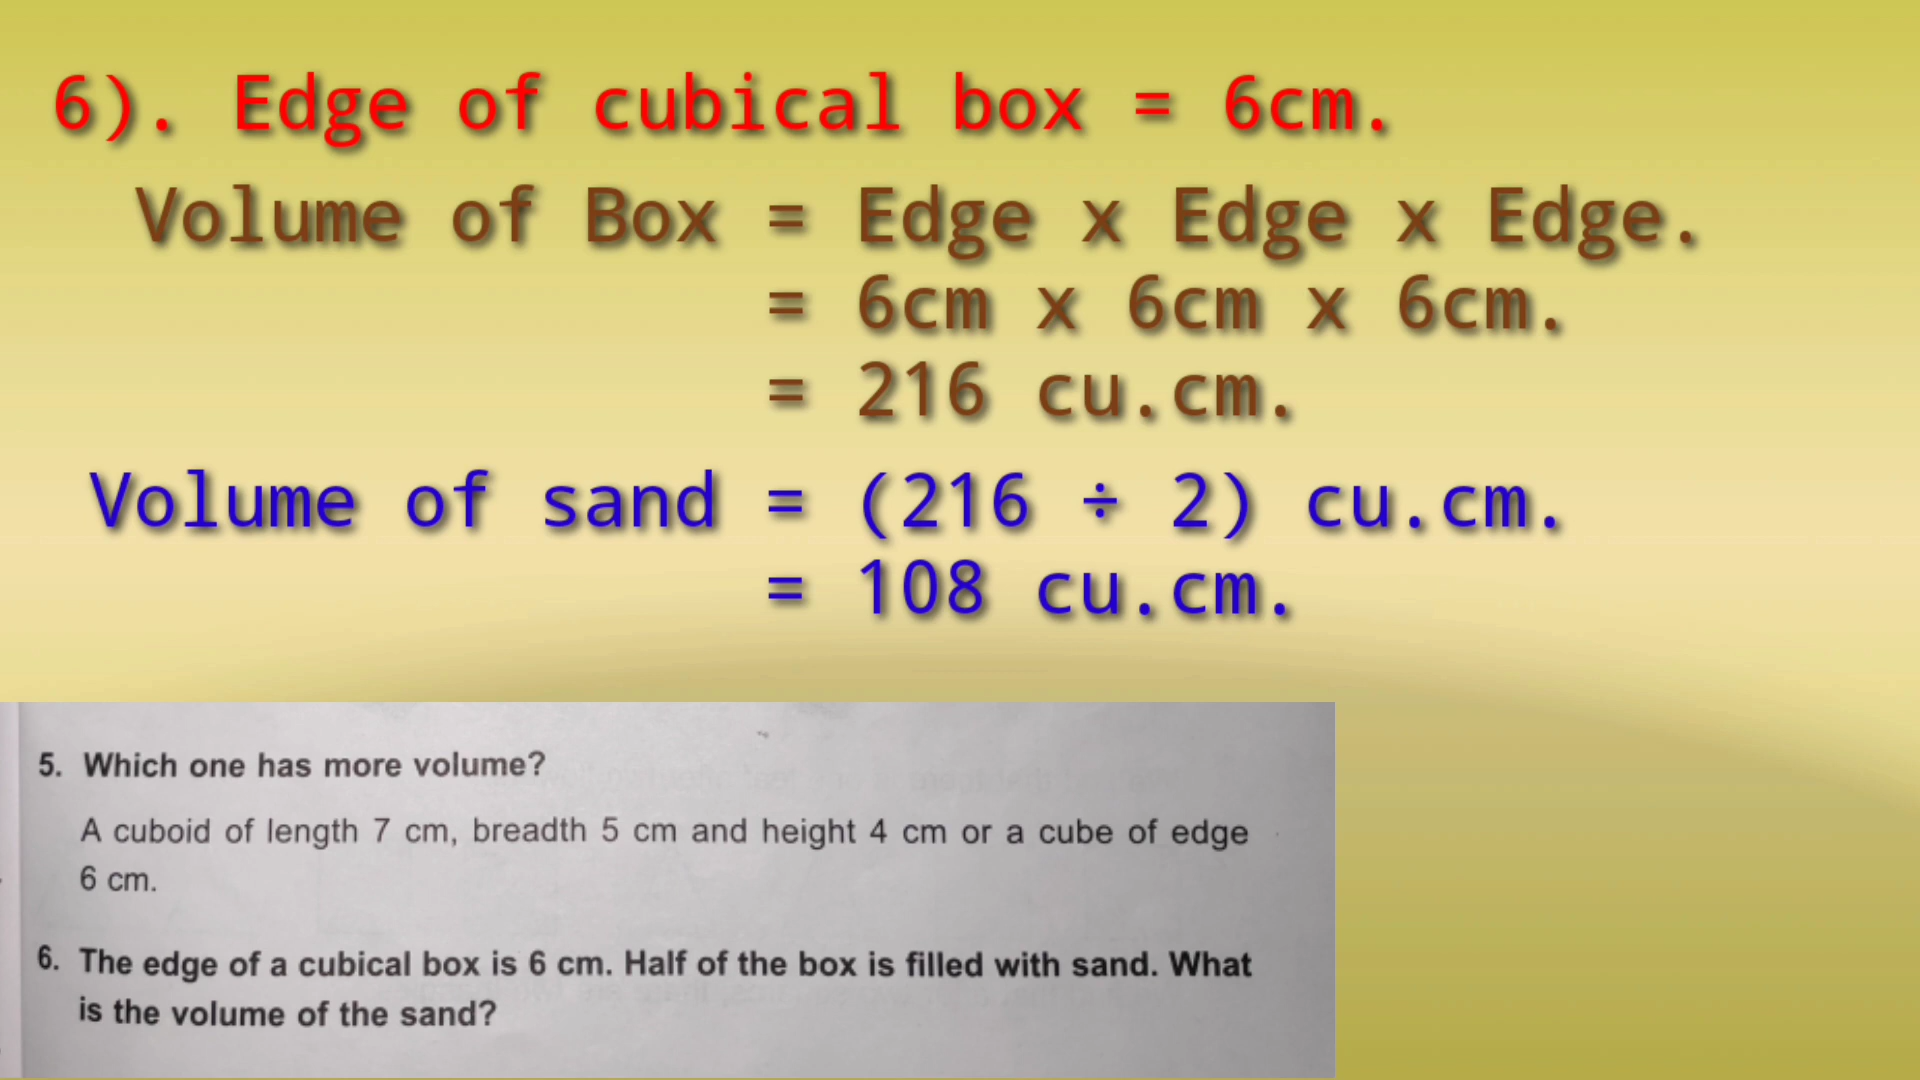 6). Edge of cubical box = 6cm.
Volume of Box = Edge x Edge x Edge.
= 6cm x 6cm x 6cm.
= 216 cu.cm.
Volume of sand = (216 ÷ 2) cu.cm.
= 108 cu.cm.
5. Which one has more volume?
A cuboid of length 7 cm, breadth 5 cm and height 4 cm or a cube of edge
6 cm.
6. The edge of a cubical box is 6 cm. Half of the box is filled with sand. What
is the volume of the sand?